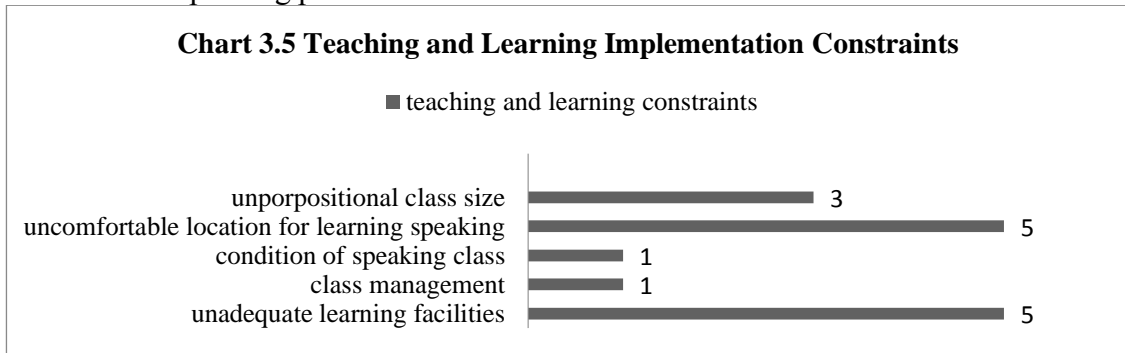 Chart 3.5 Teaching and Learning Implementation Constraints
teaching and learning constraints
unporpositional class size 3
uncomfortable location for learning speaking 5
condition of speaking class 1
class management 1
unadequate learning facilities 5